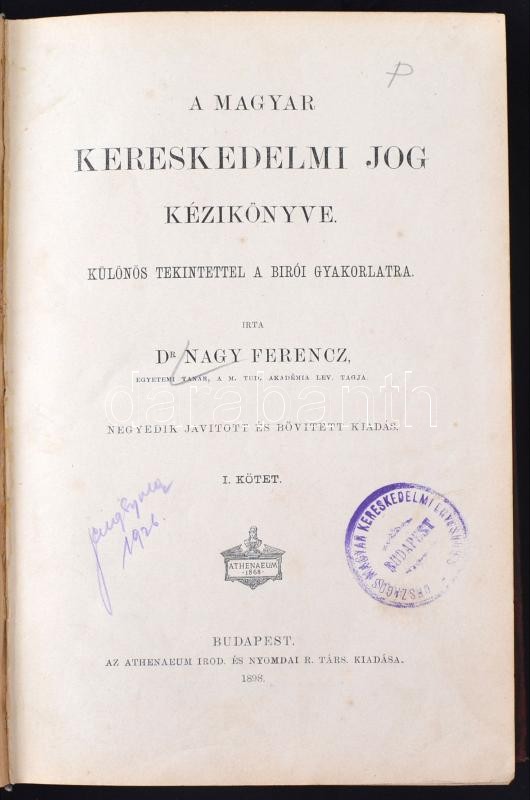 A MAGYAR
KERESKEDELMI JOG
KÉZIKÖNYVE.
KÜLÖNÖS TEKINTETTEL A BIRÓI GYAKORLATRA.
IRTA
DR NAGY FERENCZ,
EGYETEMI TANÁR, A M. TUD. AKADÉMIA LEV. TAGJA.
darabanth
NEGYEDIK JAVITOTT ÉS BŐVITETT KIADÁS.
I. KÖTET.
1926.
ATHENAEUM
·1868·
ORSZÁGOS MAGYAR KERESKEDELMI
BUDAPEST
BUDAPEST.
AZ ATHENAEUM IROD. ÉS NYOMDAI R. TÁRS. KIADÁSA.
1898.